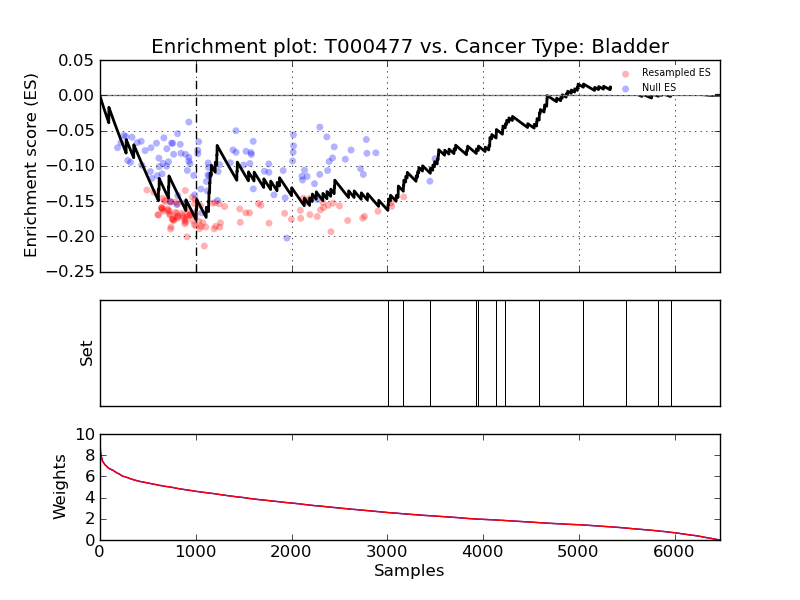 Enrichment plot: T000477 vs. Cancer Type: Bladder
Enrichment score (ES)
0.05
0.00
−0.05
−0.10
−0.15
−0.20
−0.25
Resampled ES
Null ES
Set
Weights
10
8
6
4
2
0
0 1000 2000 3000 4000 5000 6000
Samples